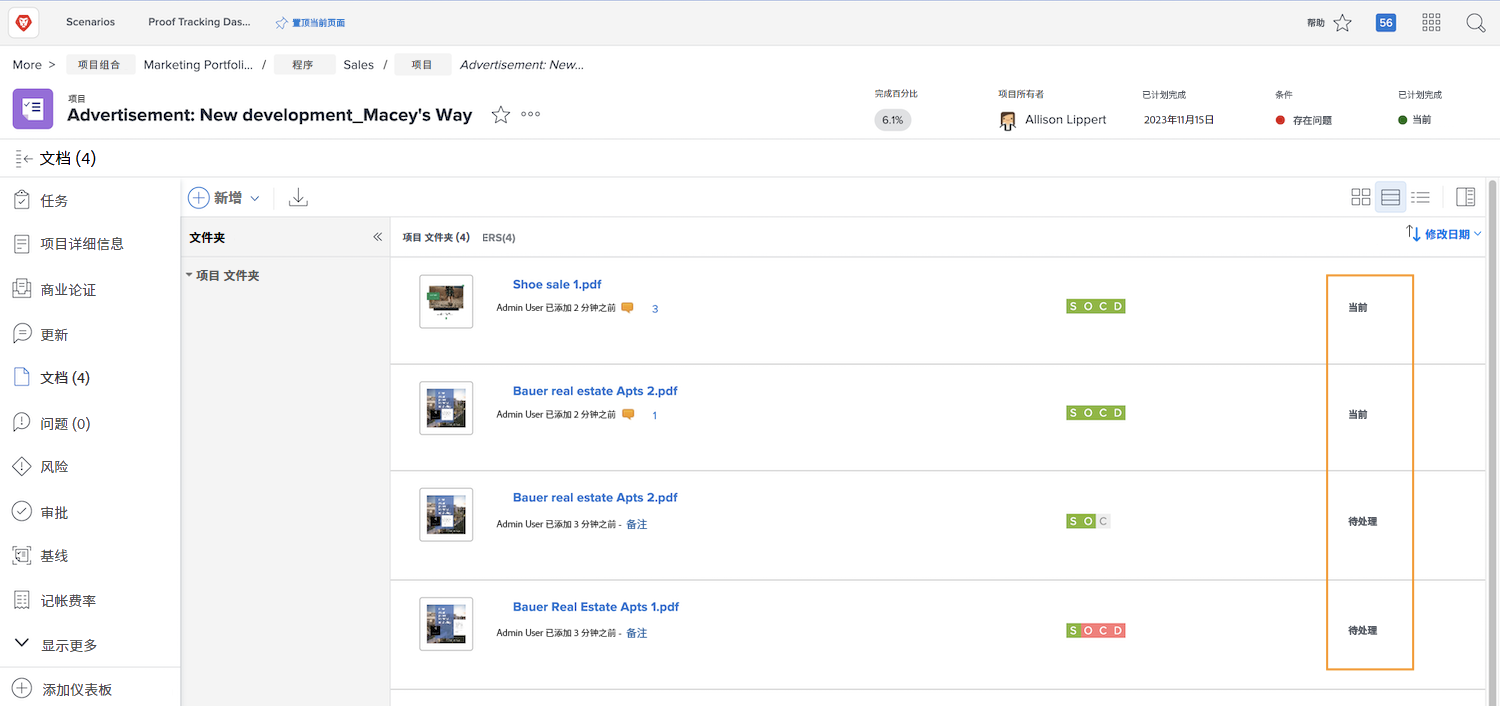 Scenarios Proof Tracking Das... 置顶当前页面 帮助 56
More > 项目组合 Marketing Portfoli... / 程序 Sales / 项目 Advertisement: New...
项目
Advertisement: New development_Macey's Way
完成百分比
6.1%
项目所有者
Allison Lippert
已计划完成
2023年11月15日
条件
存在问题
已计划完成
当前
文档 (4)
任务
项目详细信息
商业论证
更新
文档 (4)
问题 (0)
风险
审批
基线
记帐费率
显示更多
添加仪表板
新增
文件夹
项目 文件夹
项目 文件夹 (4) ERS(4) 修改日期
Shoe sale 1.pdf
Admin User 已添加 2 分钟之前 3
S O C D
当前
Bauer real estate Apts 2.pdf
Admin User 已添加 2 分钟之前 1
S O C D
当前
Bauer real estate Apts 2.pdf
Admin User 已添加 3 分钟之前 - 备注
S O C
待处理
Bauer Real Estate Apts 1.pdf
Admin User 已添加 3 分钟之前 - 备注
S O C D
待处理